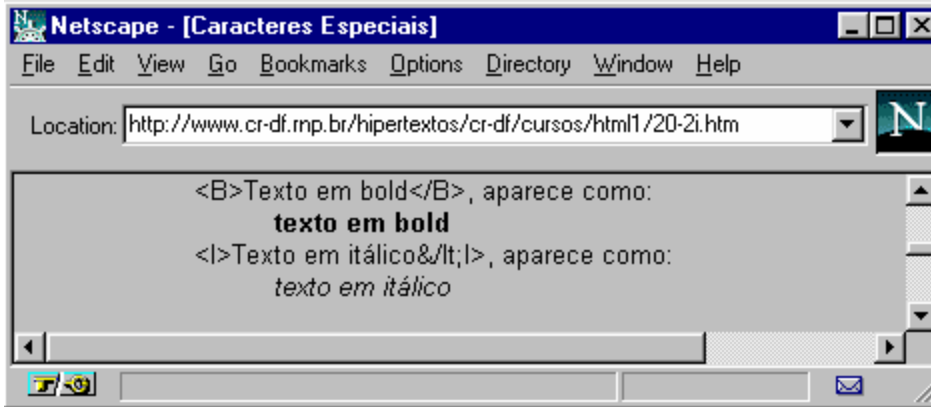 Netscape - [Caracteres Especiais]
File Edit View Go Bookmarks Options Directory Window Help
Location: http://www.cr-df.rnp.br/hipertextos/cr-df/cursos/html1/20-2i.htm
N
<B>Texto em bold</B>, aparece como:
texto em bold
<I>Texto em itálico&/lt;I>, aparece como:
texto em itálico